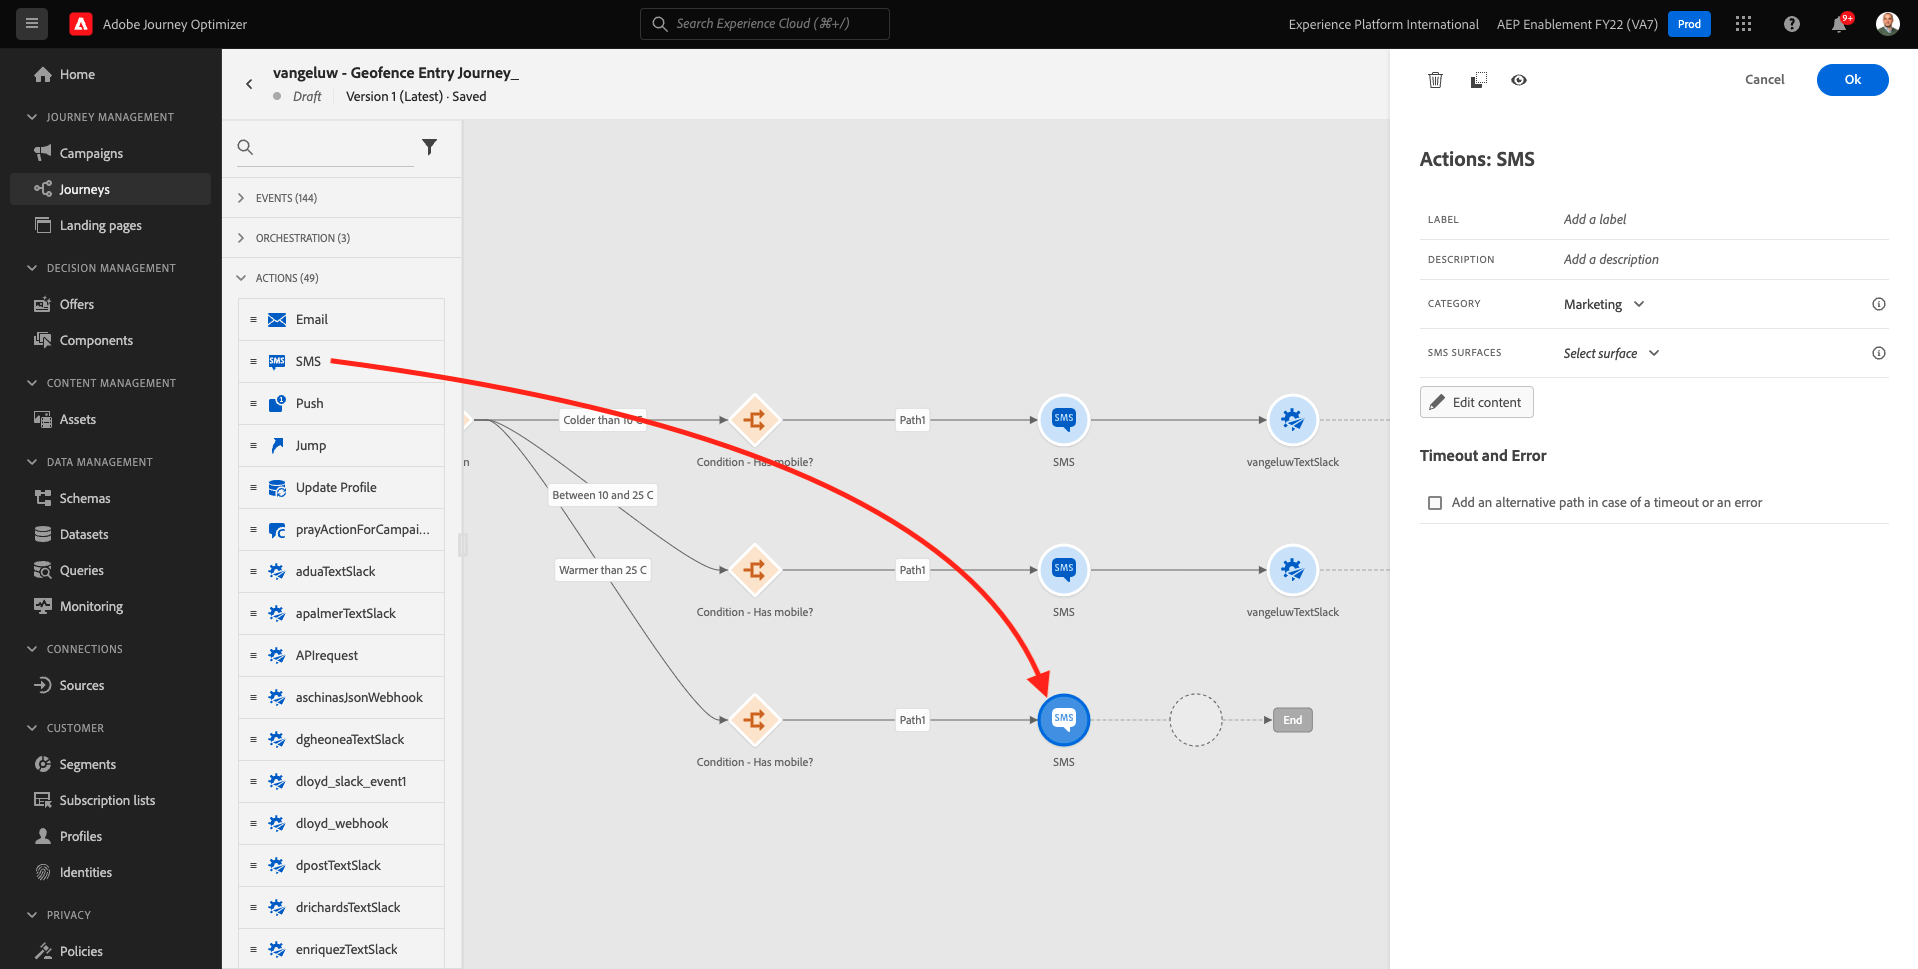 Adobe Journey Optimizer
Search Experience Cloud (⌘+/)
Experience Platform International
AEP Enablement FY22 (VA7)
Prod
9+
Home
JOURNEY MANAGEMENT
Campaigns
Journeys
Landing pages
DECISION MANAGEMENT
Offers
Components
CONTENT MANAGEMENT
Assets
DATA MANAGEMENT
Schemas
Datasets
Queries
Monitoring
CONNECTIONS
Sources
CUSTOMER
Segments
Subscription lists
Profiles
Identities
PRIVACY
Policies
vangeluw - Geofence Entry Journey_
Draft
Version 1 (Latest) · Saved
EVENTS (144)
ORCHESTRATION (3)
ACTIONS (49)
Email
SMS SMS
Push
Jump
Update Profile
prayActionForCampai...
aduaTextSlack
apalmerTextSlack
APIrequest
aschinasJsonWebhook
dgheoneaTextSlack
dloyd_slack_event1
dloyd_webhook
dpostTextSlack
drichardsTextSlack
enriquezTextSlack
n
Colder than 10 C
Path1
SMS
Condition - Has mobile?
SMS
vangeluwTextSlack
Between 10 and 25 C
Warmer than 25 C
Path1
SMS
Condition - Has mobile?
SMS
vangeluwTextSlack
Path1
SMS
End
Condition - Has mobile?
SMS
Cancel
Ok
Actions: SMS
LABEL
Add a label
DESCRIPTION
Add a description
CATEGORY
Marketing
SMS SURFACES
Select surface
Edit content
Timeout and Error
Add an alternative path in case of a timeout or an error